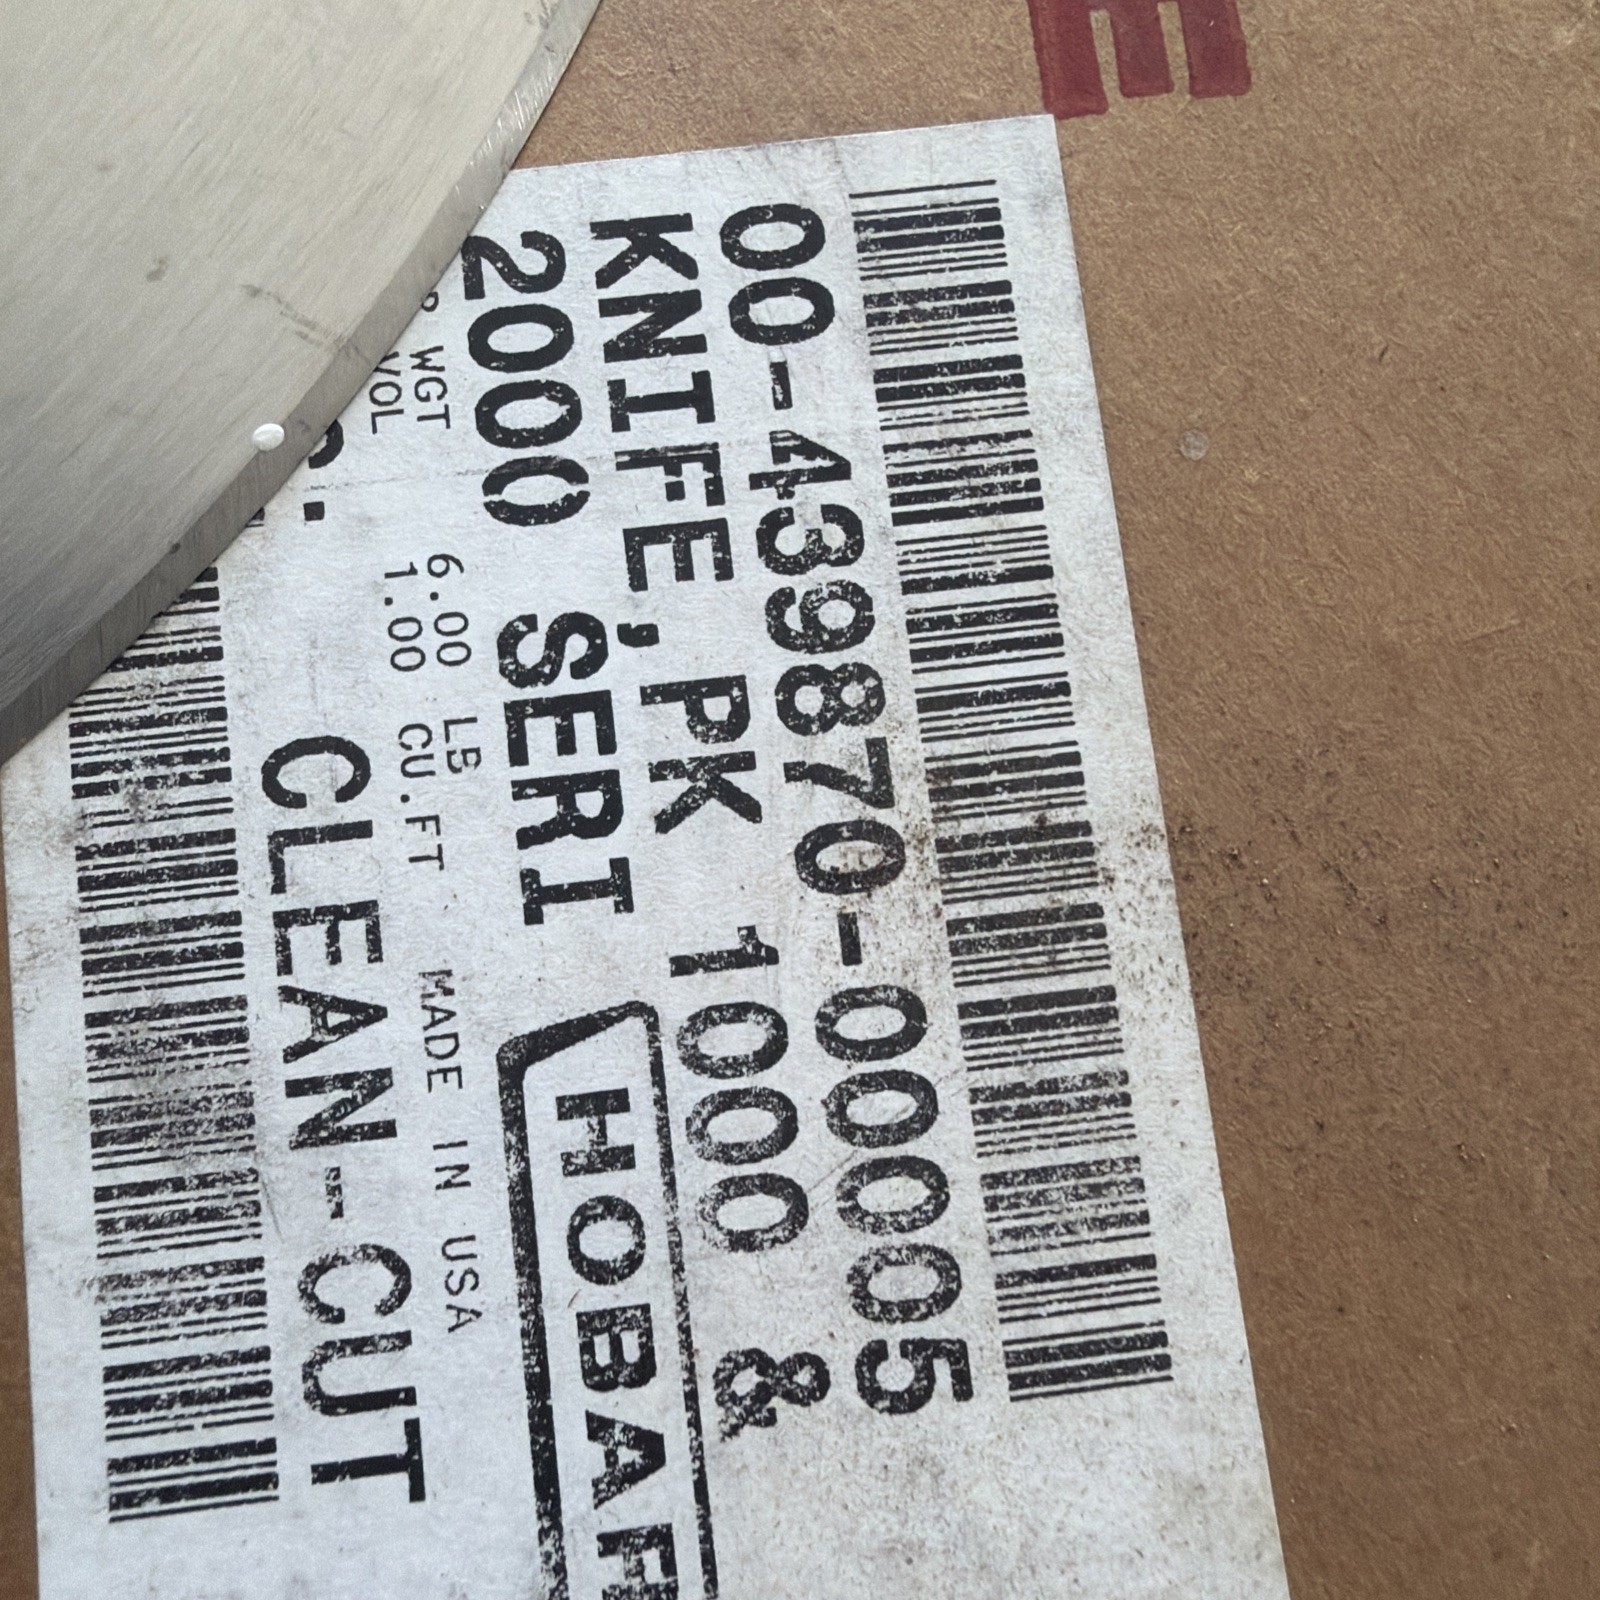 00-439870-00005
KNIFE,PK 1000 &
2000 SERI
WGT 6.00 LB MADE IN USA
VOL 1.00 CU.FT
CLEAN-CUT